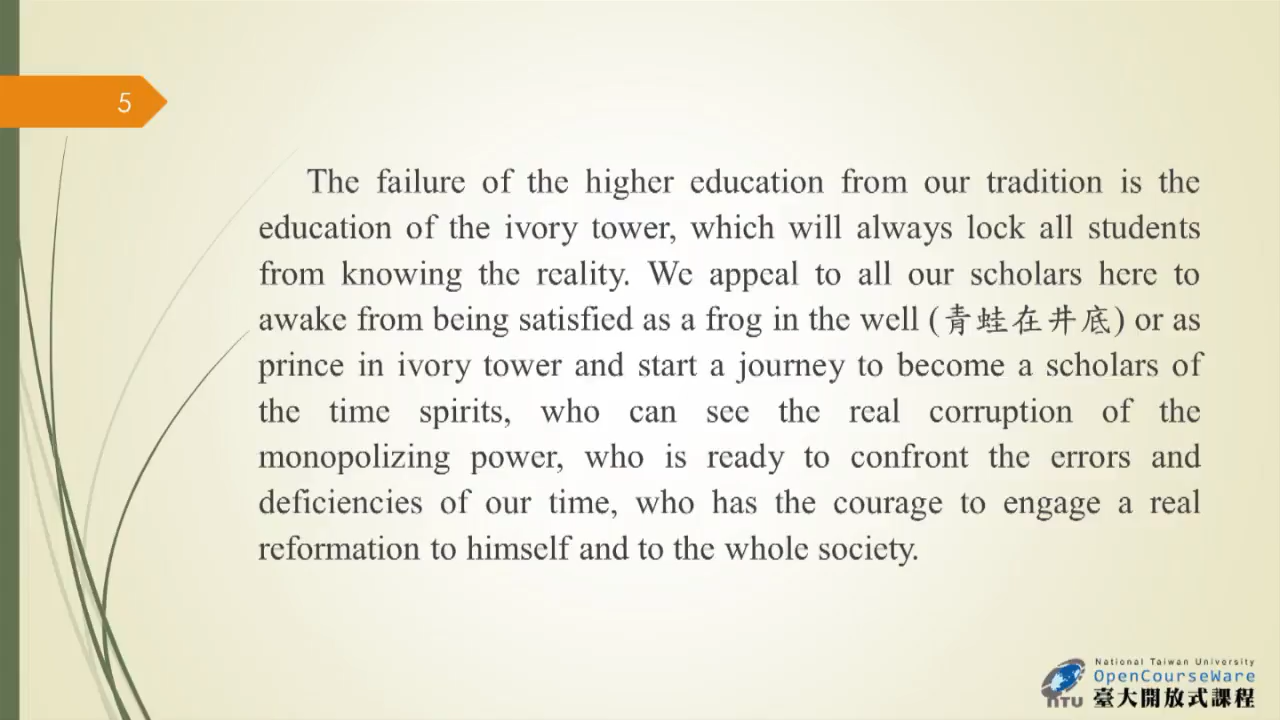 5
The failure of the higher education from our tradition is the
education of the ivory tower, which will always lock all students
from knowing the reality. We appeal to all our scholars here to
awake from being satisfied as a frog in the well (青蛙在井底) or as
prince in ivory tower and start a journey to become a scholars of
the time spirits, who can see the real corruption of the
monopolizing power, who is ready to confront the errors and
deficiencies of our time, who has the courage to engage a real
reformation to himself and to the whole society.
National Taiwan University
OpenCourseWare
NTU 臺大開放式課程